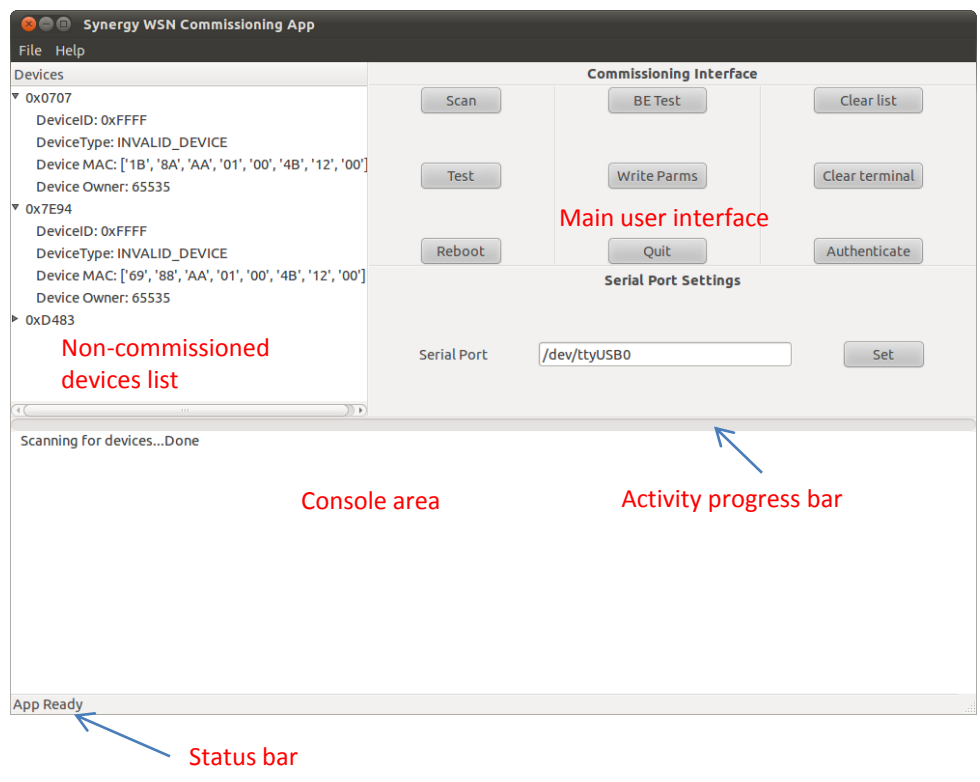 Synergy WSN Commissioning App
File Help
Devices
0x0707
DeviceID: 0xFFFF
DeviceType: INVALID_DEVICE
Device MAC: ['1B', '8A', 'AA', '01', '00', '4B', '12', '00']
Device Owner: 65535
0x7E94
DeviceID: 0xFFFF
DeviceType: INVALID_DEVICE
Device MAC: ['69', '88', 'AA', '01', '00', '4B', '12', '00']
Device Owner: 65535
0xD483
Non-commissioned
devices list
Commissioning Interface
Scan BE Test Clear list
Test Write Parms Clear terminal
Main user interface
Reboot Quit Authenticate
Serial Port Settings
Serial Port /dev/ttyUSB0 Set
Scanning for devices...Done
Console area
Activity progress bar
App Ready
Status bar